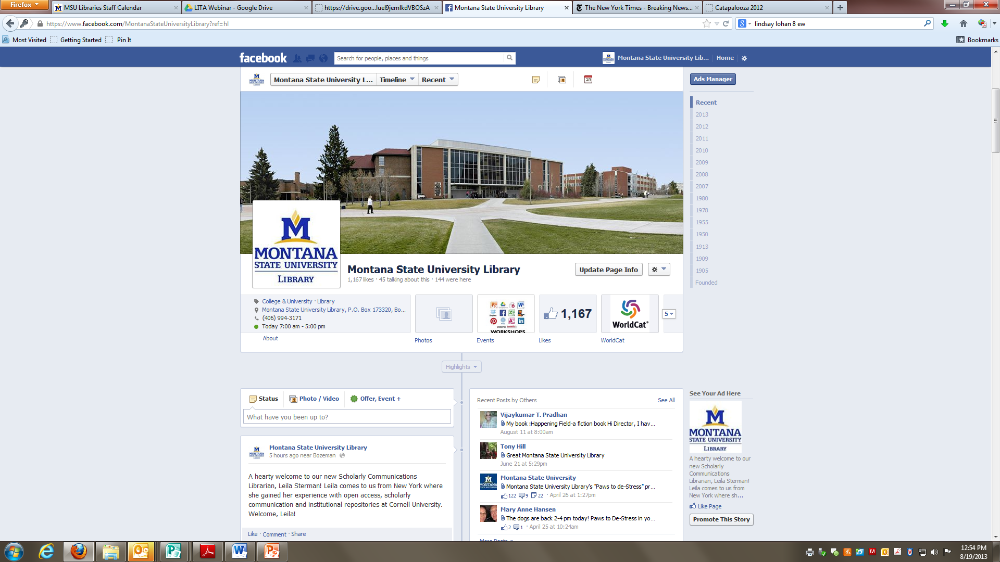 Firefox
MSU Libraries Staff Calendar
LITA Webinar - Google Drive
https://drive.goo...luel9jemlkdVBOSzA
Montana State University Library
The New York Times - Breaking News...
Catapalooza 2012
https://www.facebook.com/MontanaStateUniversityLibrary?ref=hl
lindsay lohan 8 ew
Most Visited
Getting Started
Pin It
Bookmarks
facebook
Search for people, places and things
Montana State University Lib...
Home
Montana State University L...
Timeline
Recent
19
Ads Manager
Recent
2013
2012
2011
2010
2009
2008
2007
1980
1978
1955
1950
1913
1909
1905
Founded
M
MONTANA
STATE UNIVERSITY
LIBRARY
Montana State University Library
1,167 likes · 45 talking about this · 144 were here
Update Page Info
College & University · Library
Montana State University Library, P.O. Box 173320, Bo...
(406) 994-3171
Today 7:00 am - 5:00 pm
About
Photos
WORKSHOPS
Events
1,167
Likes
WorldCat
WorldCat
5
Highlights
Status
Photo / Video
Offer, Event +
What have you been up to?
Montana State University Library
5 hours ago near Bozeman
A hearty welcome to our new Scholarly Communications
Librarian, Leila Sterman! Leila comes to us from New York where
she gained her experience with open access, scholarly
communication and institutional repositories at Cornell University.
Welcome, Leila!
Like · Comment · Share
Recent Posts by Others
See All
Vijaykumar T. Pradhan
My book :Happening Field-a fiction book Hi Director, I hav...
August 11 at 8:00am
Tony Hill
Great Montana State University Library
June 21 at 5:29pm
Montana State University
Montana State University Library's "Paws to de-Stress" pr...
122 9 22 · April 26 at 1:27pm
Mary Anne Hansen
The dogs are back 2-4 pm today! Paws to De-Stress in yo...
2 1 · April 25 at 10:24am
More Posts
See Your Ad Here
M
MONTANA
STATE UNIVERSITY
LIBRARY
A hearty welcome to our
new Scholarly
Communications
Librarian, Leila Sterman!
Leila comes to us from
New York where sh...
Like Page
Promote This Story
12:54 PM
8/19/2013